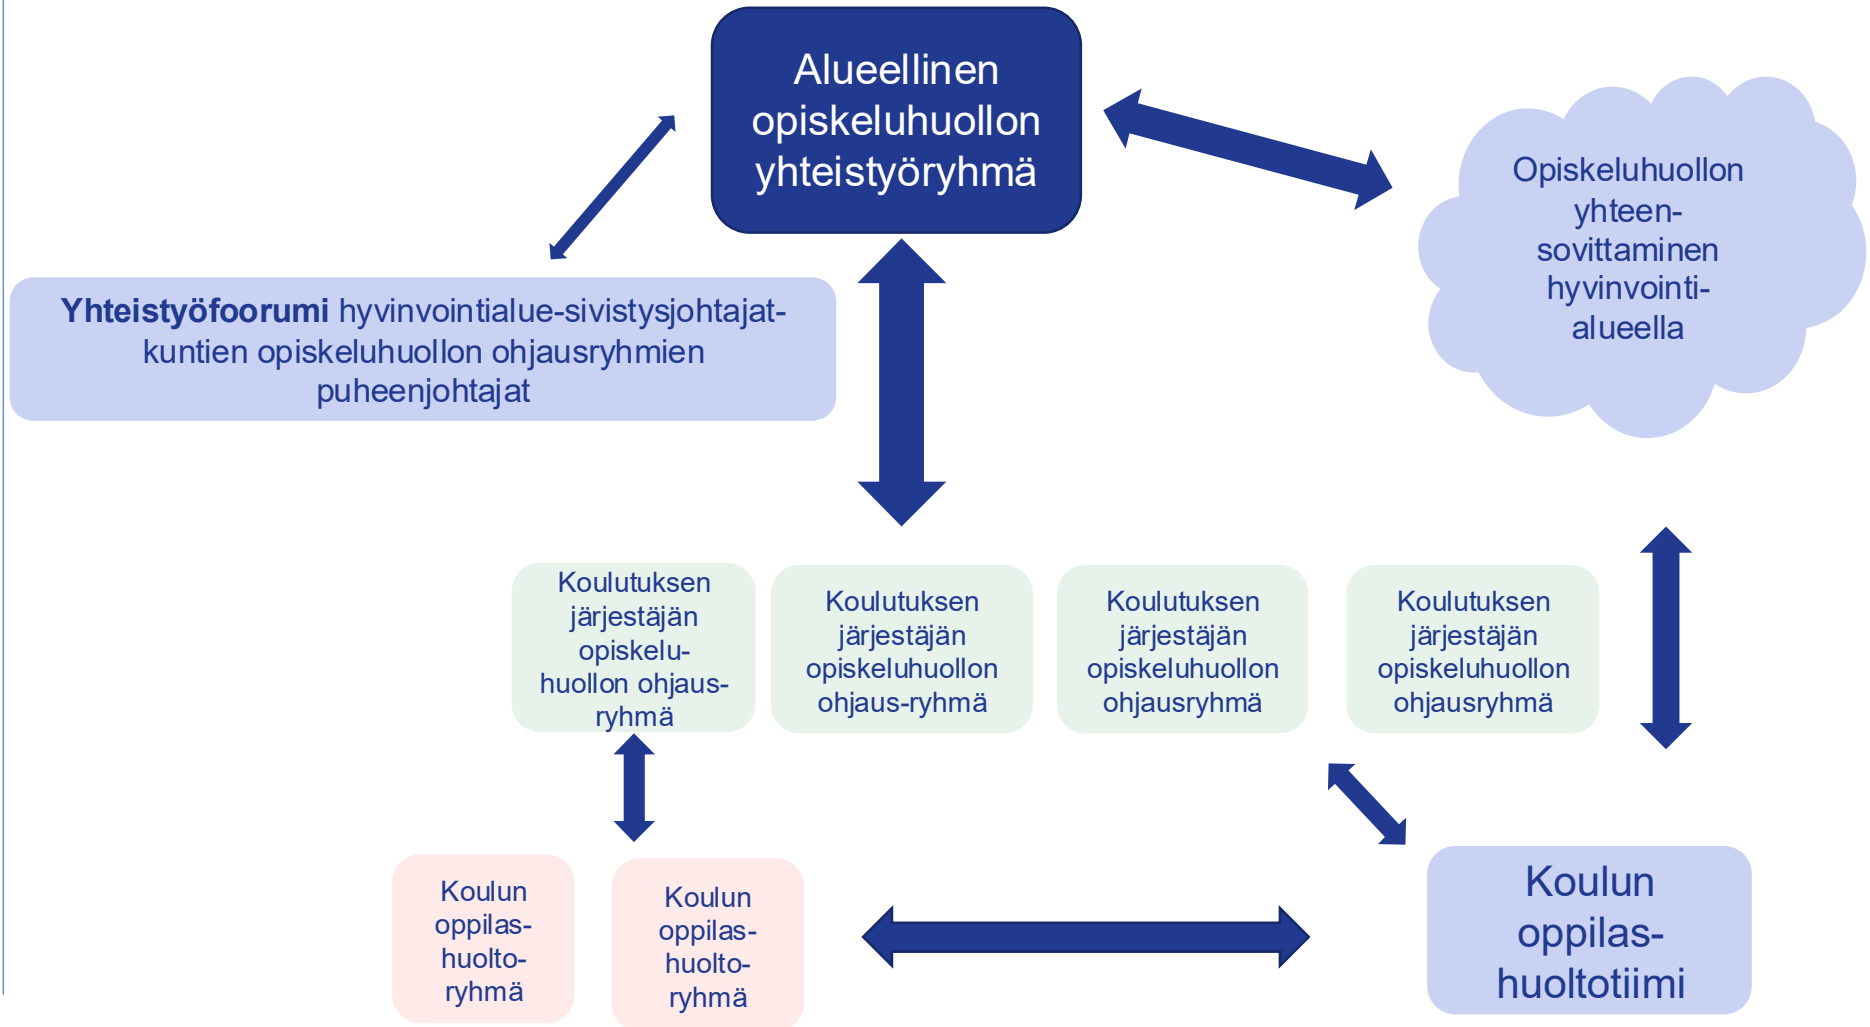 Alueellinen
opiskeluhuollon
yhteistyöryhmä
Opiskeluhuollon
yhteen-
sovittaminen
hyvinvointi-
alueella
Yhteistyöfoorumi hyvinvointialue-sivistysjohtajat-
kuntien opiskeluhuollon ohjausryhmien
puheenjohtajat
Koulutuksen
järjestäjän
opiskelu-
huollon ohjaus-
ryhmä
Koulutuksen
järjestäjän
opiskeluhuollon
ohjaus-ryhmä
Koulutuksen
järjestäjän
opiskeluhuollon
ohjausryhmä
Koulutuksen
järjestäjän
opiskeluhuollon
ohjausryhmä
Koulun
oppilas-
huolto-
ryhmä
Koulun
oppilas-
huolto-
ryhmä
Koulun
oppilas-
huoltotiimi